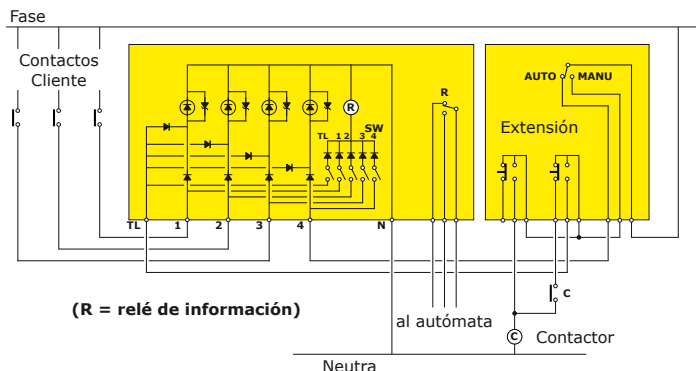 Fase
Contactos
Cliente
R
SW
TL 1 2 3 4
R
AUTO MANU
Extensión
TL 1 2 3 4 N
(R = relé de información)
al autómata
C
C Contactor
Neutra